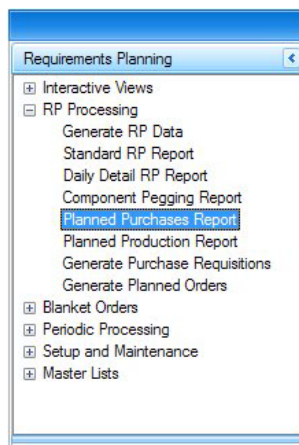 Requirements Planning
Interactive Views
RP Processing
Generate RP Data
Standard RP Report
Daily Detail RP Report
Component Pegging Report
Planned Purchases Report
Planned Production Report
Generate Purchase Requisitions
Generate Planned Orders
Blanket Orders
Periodic Processing
Setup and Maintenance
Master Lists